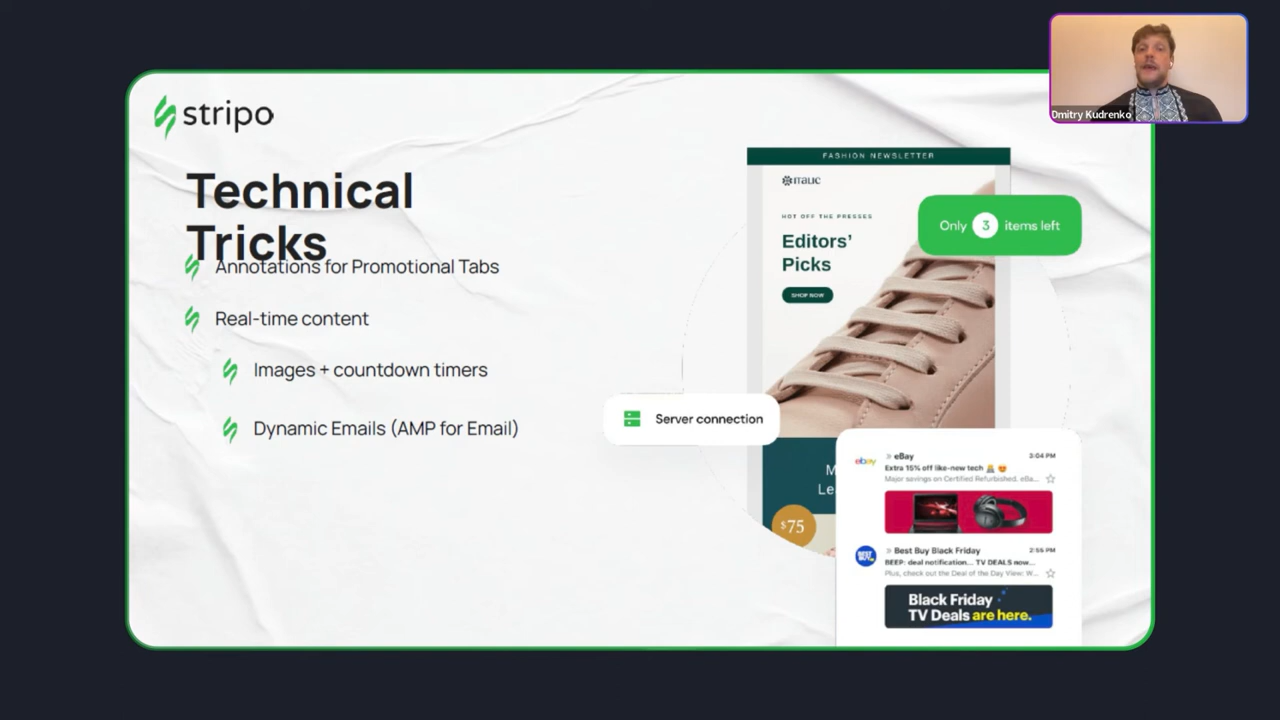 Dmitry Kudrenko
stripo
Technical
Tricks
Annotations for Promotional Tabs
Real-time content
Images + countdown timers
Dynamic Emails (AMP for Email)
FASHION NEWSLETTER
ITALIC
HOT OFF THE PRESSES
Editors'
Picks
SHOP NOW
Only 3 items left
Server connection
M
Le
$75
ebay
eBay
3:04 PM
Extra 15% off like-new tech
Major savings on Certified Refurbished. eBa...
BEST BUY
Best Buy Black Friday
2:55 PM
BEEP: deal notification... TV DEALS now...
Plus, check out the Deal of the Day View: W...
Black Friday
TV Deals are here.